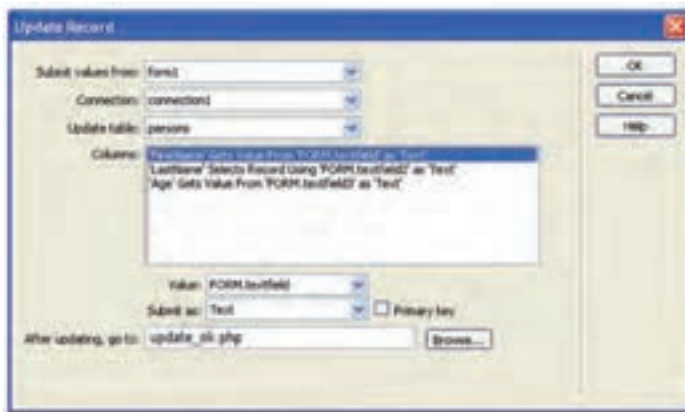 Update Record
Submit values from: form1
OK
Connection: connection1
Cancel
Update table: persons
Help
Columns: 'FirstName' Gets Value From 'FORM.textfield' as 'Text'
'LastName' Selects Record Using 'FORM.textfield2' as 'Text'
'Age' Gets Value From 'FORM.textfield3' as 'Text'
Value: FORM.textfield
Submit as: Text Primary key
After updating, go to: update_ok.php Browse...